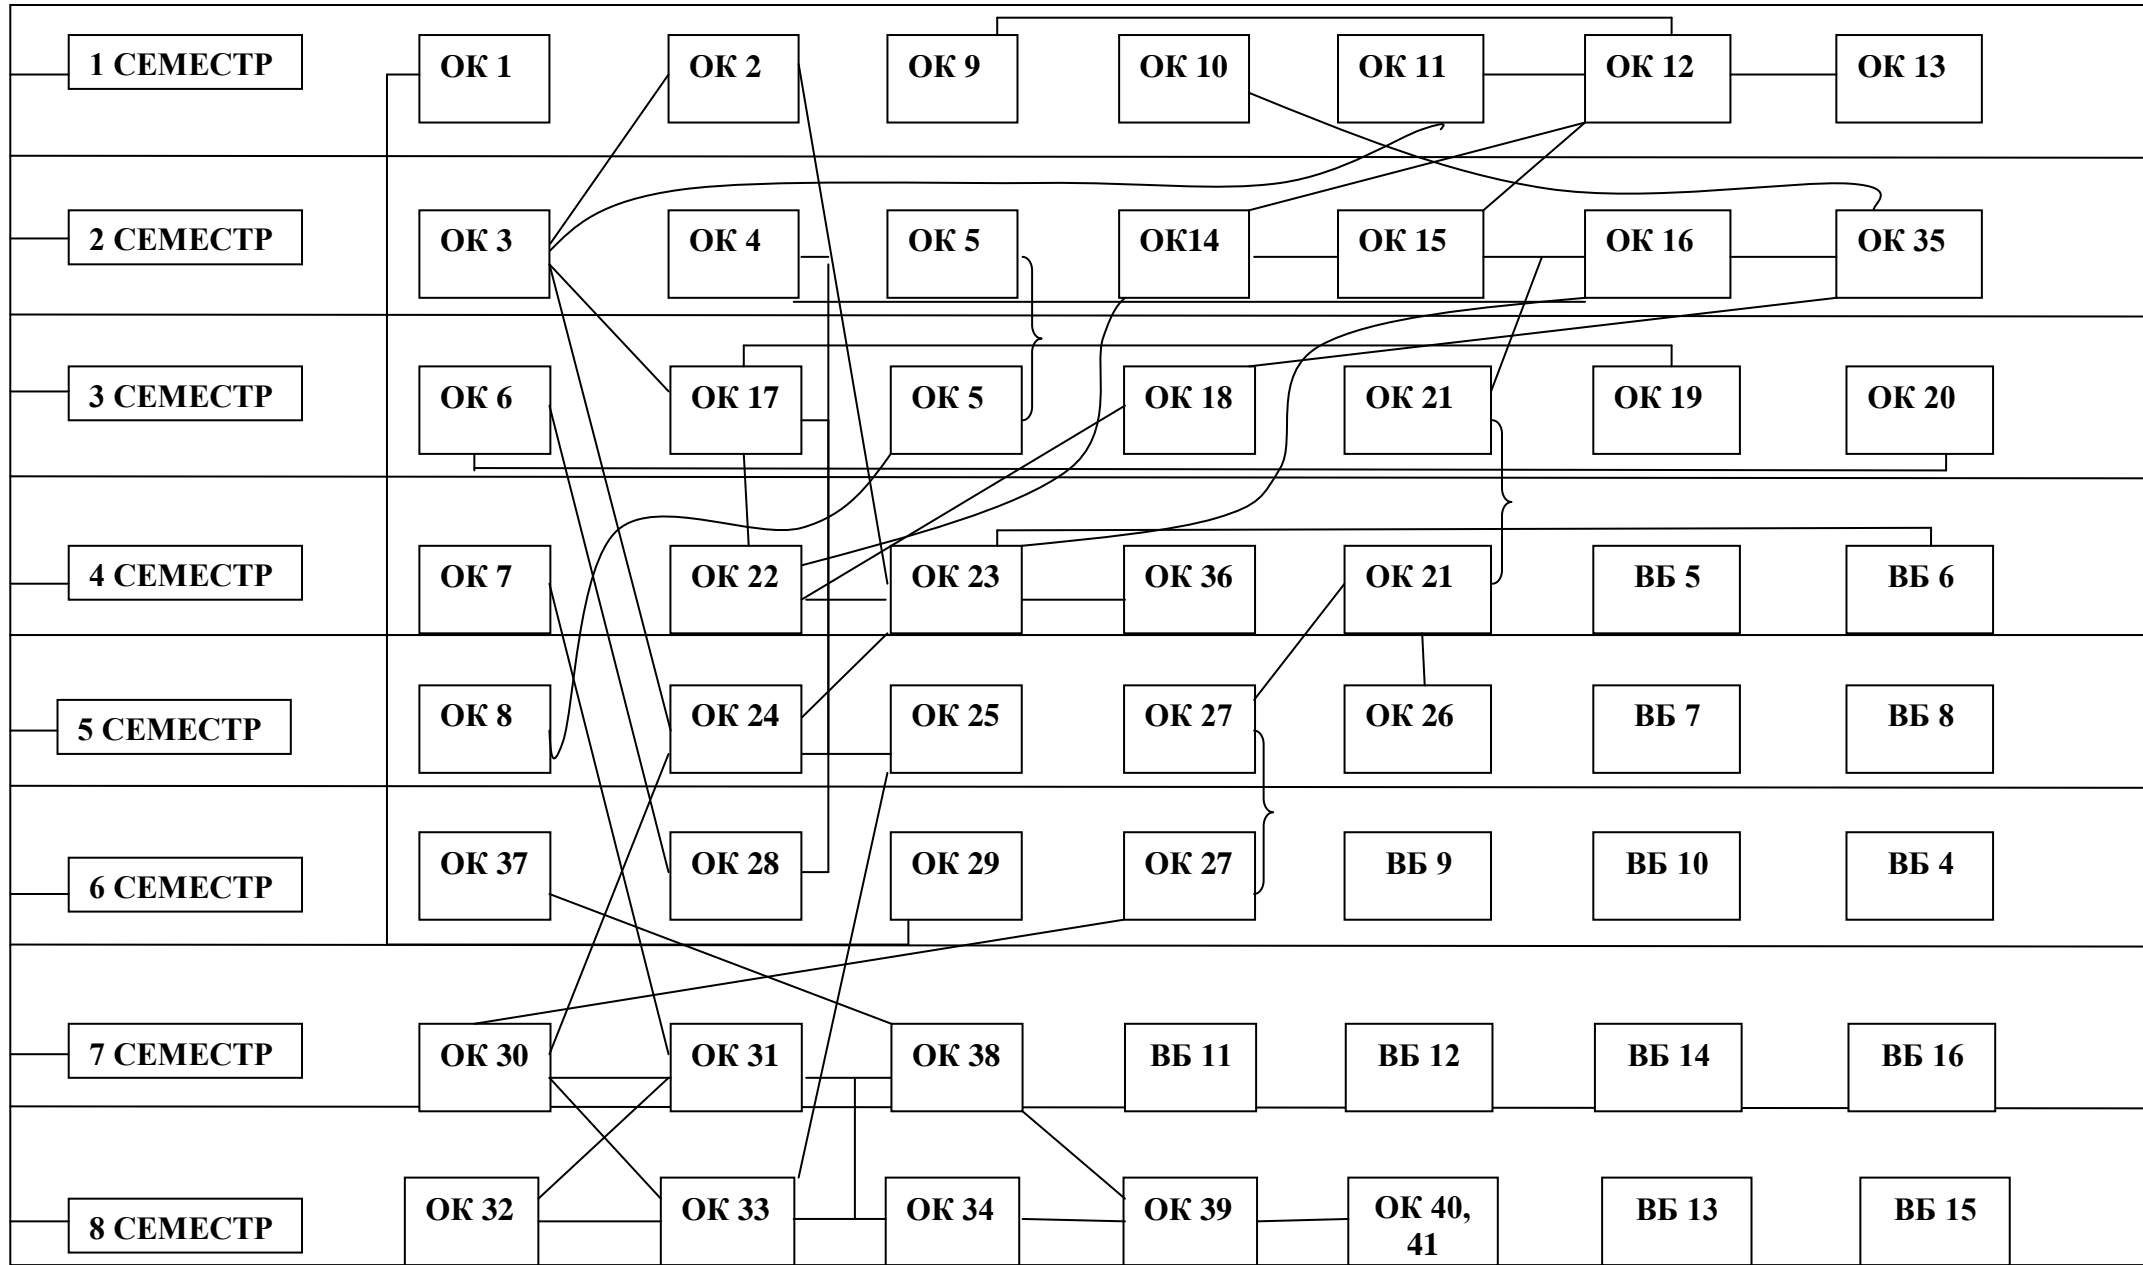 1 СЕМЕСТР ОК 1 ОК 2 ОК 9 ОК 10 ОК 11 ОК 12 ОК 13
2 СЕМЕСТР ОК 3 ОК 4 ОК 5 ОК14 ОК 15 ОК 16 ОК 35
3 СЕМЕСТР ОК 6 ОК 17 ОК 5 ОК 18 ОК 21 ОК 19 ОК 20
4 СЕМЕСТР ОК 7 ОК 22 ОК 23 ОК 36 ОК 21 ВБ 5 ВБ 6
5 СЕМЕСТР ОК 8 ОК 24 ОК 25 ОК 27 ОК 26 ВБ 7 ВБ 8
6 СЕМЕСТР ОК 37 ОК 28 ОК 29 ОК 27 ВБ 9 ВБ 10 ВБ 4
7 СЕМЕСТР ОК 30 ОК 31 ОК 38 ВБ 11 ВБ 12 ВБ 14 ВБ 16
8 СЕМЕСТР ОК 32 ОК 33 ОК 34 ОК 39 ОК 40, ВБ 13 ВБ 15
41